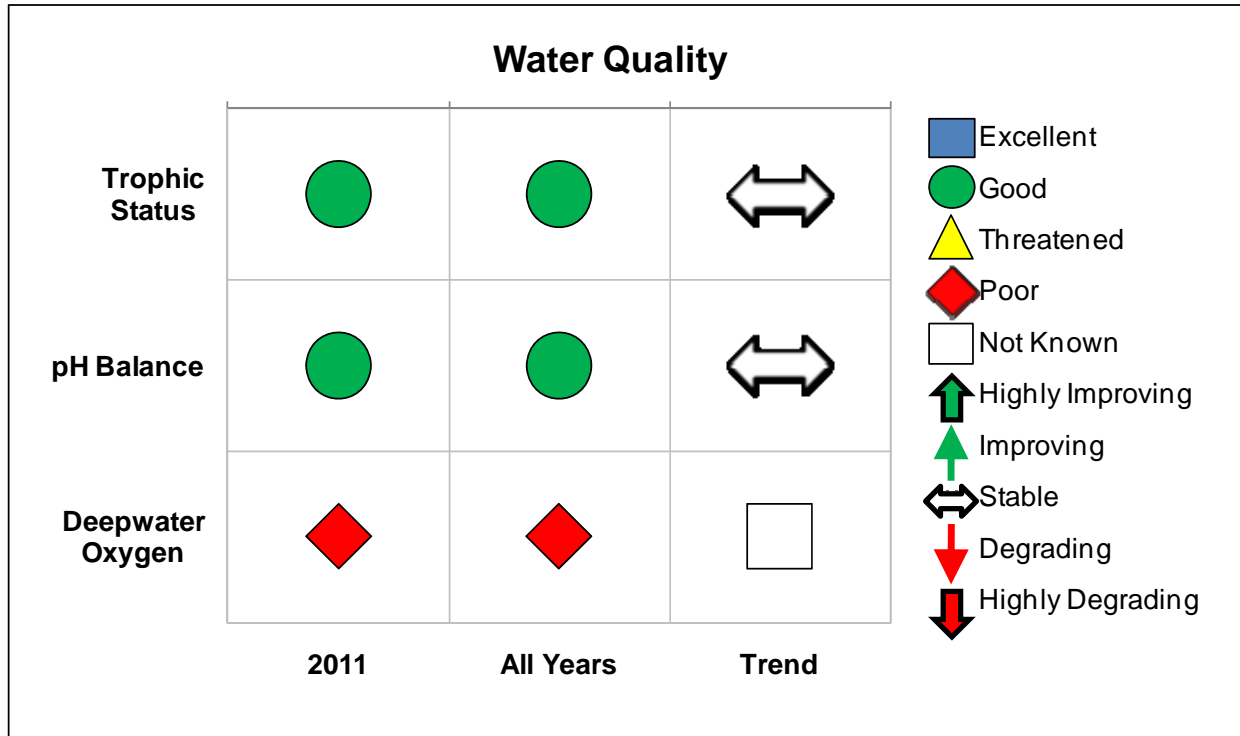 Water Quality
Trophic
Status
pH Balance
Deepwater
Oxygen
2011
All Years
Trend
Excellent
Good
Threatened
Poor
Not Known
Highly Improving
Improving
Stable
Degrading
Highly Degrading